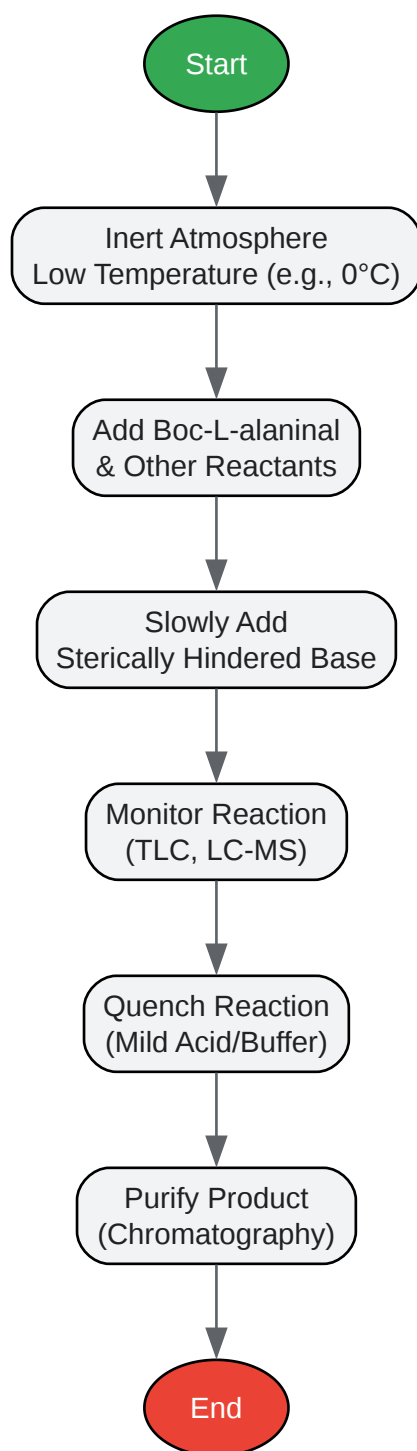 Start
Inert Atmosphere
Low Temperature (e.g., 0°C)
Add Boc-L-alaninal
& Other Reactants
Slowly Add
Sterically Hindered Base
Monitor Reaction
(TLC, LC-MS)
Quench Reaction
(Mild Acid/Buffer)
Purify Product
(Chromatography)
End